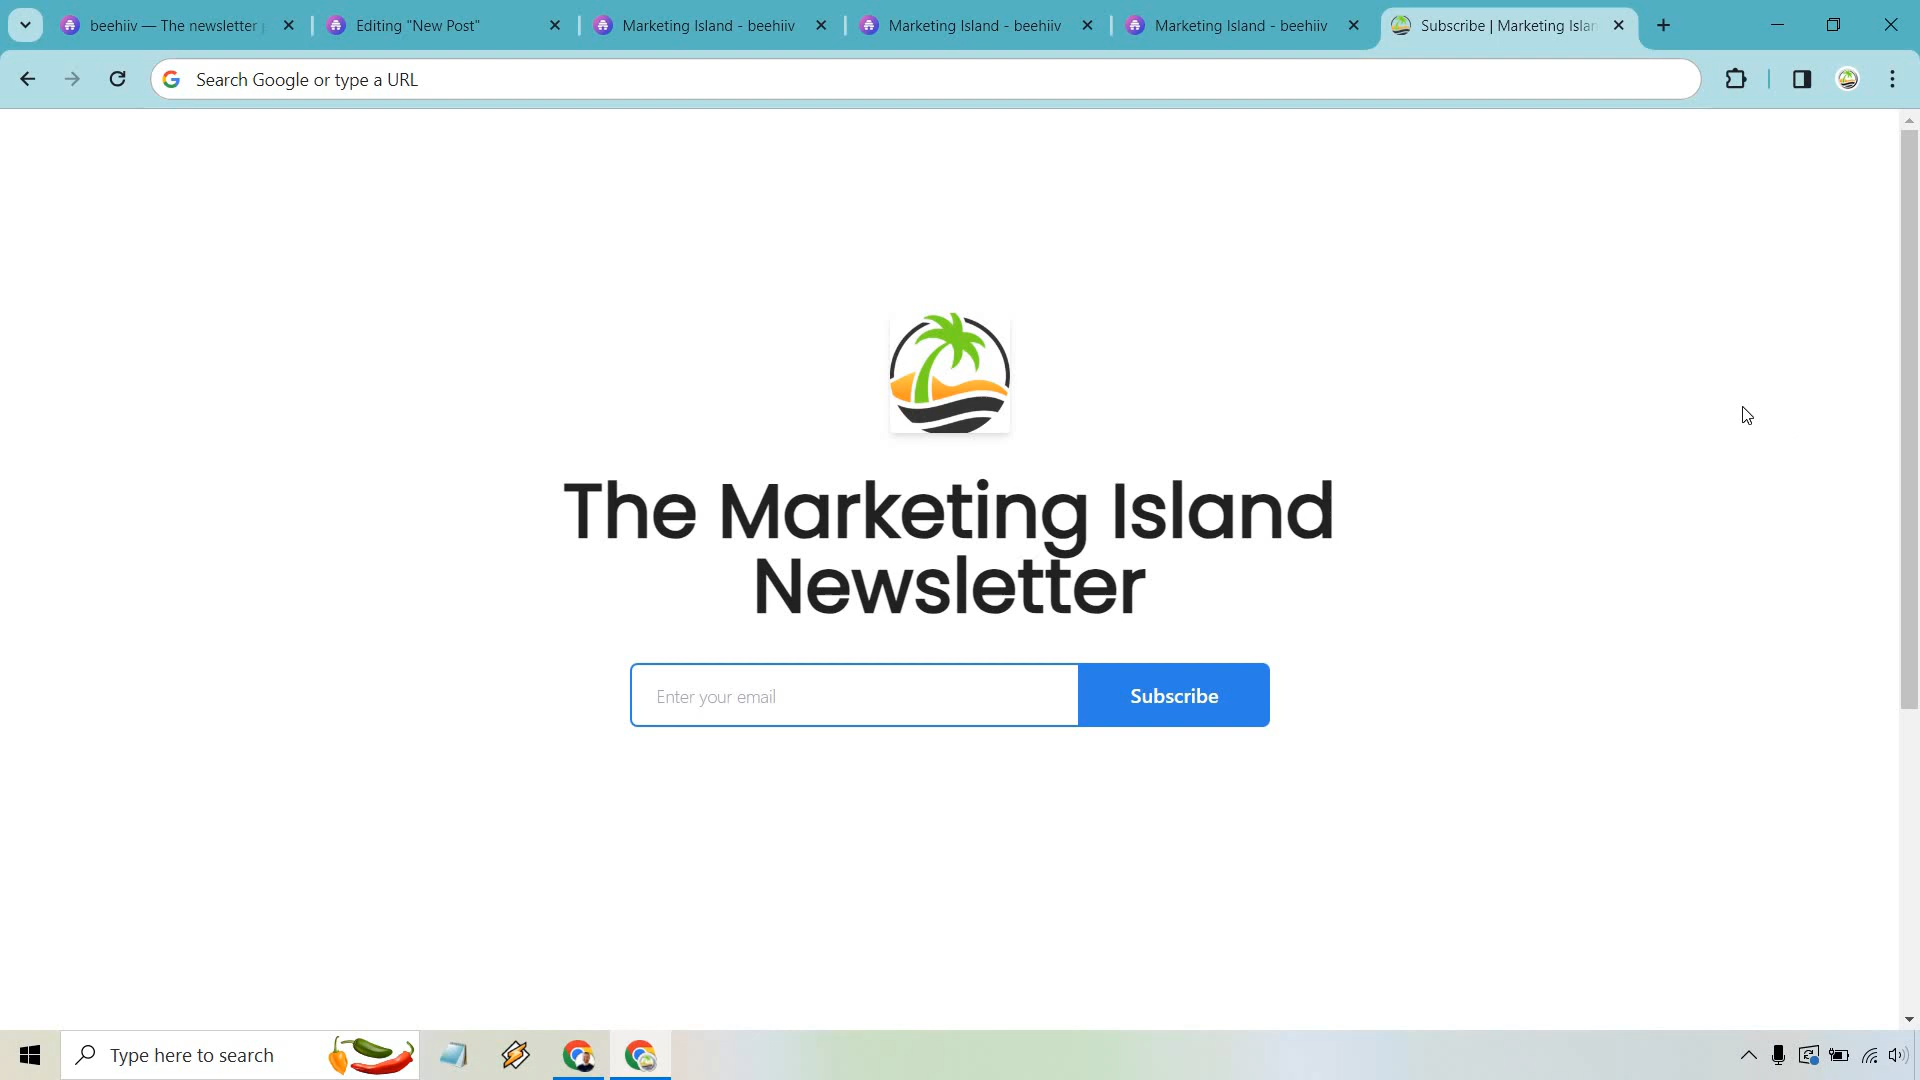 beehiiv — The newsletter
Editing "New Post"
Marketing Island - beehiiv
Marketing Island - beehiiv
Marketing Island - beehiiv
Subscribe | Marketing Islan
Search Google or type a URL
The Marketing Island
Newsletter
Enter your email
Subscribe
Type here to search